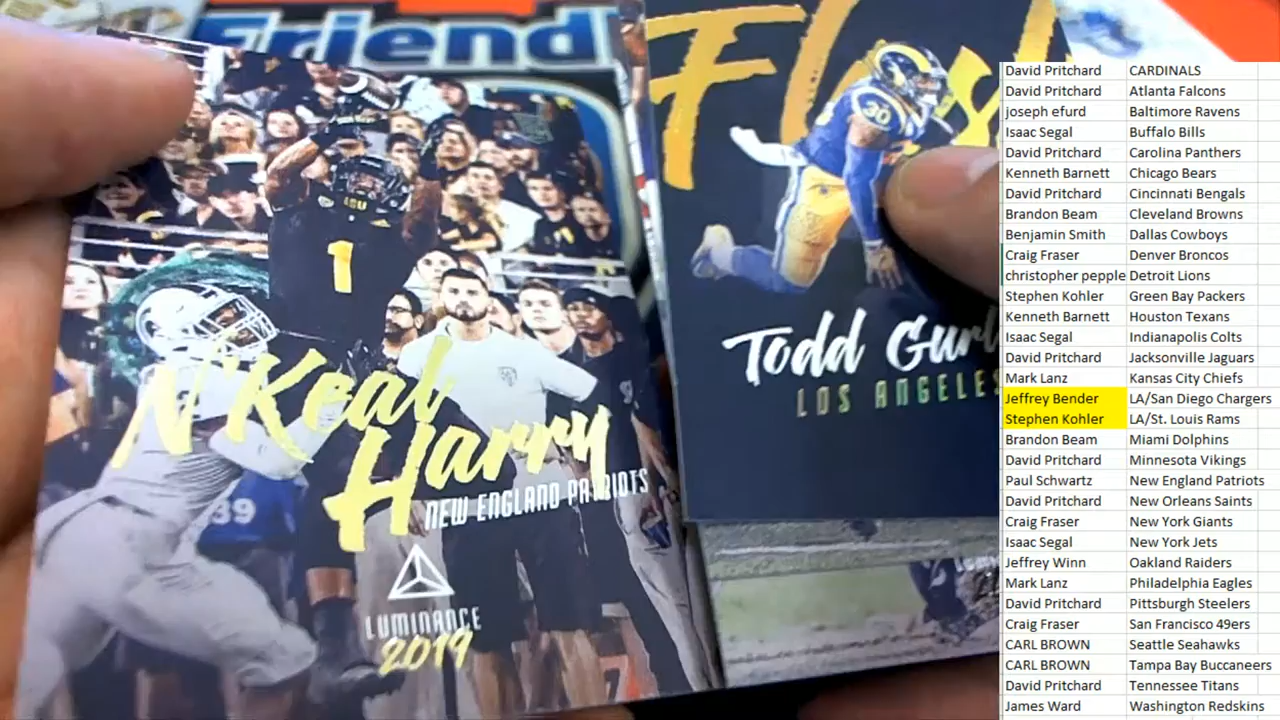 Friend
N'Keal
Harry
NEW ENGLAND PATRIOTS
LUMINANCE
2019
1
39
ASU
30
Todd Gurl
LOS ANGELES
David Pritchard CARDINALS
David Pritchard Atlanta Falcons
joseph efurd Baltimore Ravens
Isaac Segal Buffalo Bills
David Pritchard Carolina Panthers
Kenneth Barnett Chicago Bears
David Pritchard Cincinnati Bengals
Brandon Beam Cleveland Browns
Benjamin Smith Dallas Cowboys
Craig Fraser Denver Broncos
christopher pepple Detroit Lions
Stephen Kohler Green Bay Packers
Kenneth Barnett Houston Texans
Isaac Segal Indianapolis Colts
David Pritchard Jacksonville Jaguars
Mark Lanz Kansas City Chiefs
Jeffrey Bender LA/San Diego Chargers
Stephen Kohler LA/St. Louis Rams
Brandon Beam Miami Dolphins
David Pritchard Minnesota Vikings
Paul Schwartz New England Patriots
David Pritchard New Orleans Saints
Craig Fraser New York Giants
Isaac Segal New York Jets
Jeffrey Winn Oakland Raiders
Mark Lanz Philadelphia Eagles
David Pritchard Pittsburgh Steelers
Craig Fraser San Francisco 49ers
CARL BROWN Seattle Seahawks
CARL BROWN Tampa Bay Buccaneers
David Pritchard Tennessee Titans
James Ward Washington Redskins